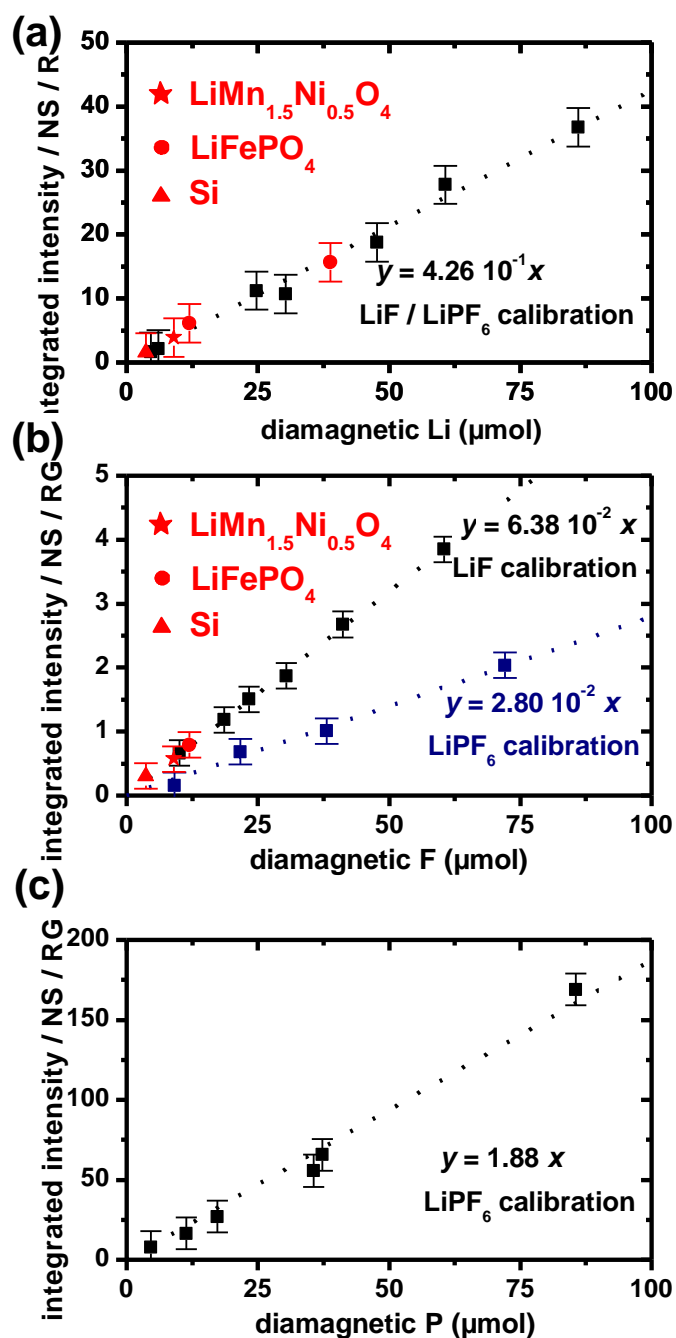 (a)
50
40
30
20
10
0
integrated intensity / NS / R
LiMn1.5Ni0.5O4
LiFePO4
Si
y = 4.26 10^-1 x
LiF / LiPF6 calibration
0 25 50 75 100
diamagnetic Li (µmol)
(b)
5
4
3
2
1
0
integrated intensity / NS / RG
LiMn1.5Ni0.5O4
LiFePO4
Si
y = 6.38 10^-2 x
LiF calibration
y = 2.80 10^-2 x
LiPF6 calibration
0 25 50 75 100
diamagnetic F (µmol)
(c)
200
150
100
50
0
integrated intensity / NS / RG
y = 1.88 x
LiPF6 calibration
0 25 50 75 100
diamagnetic P (µmol)